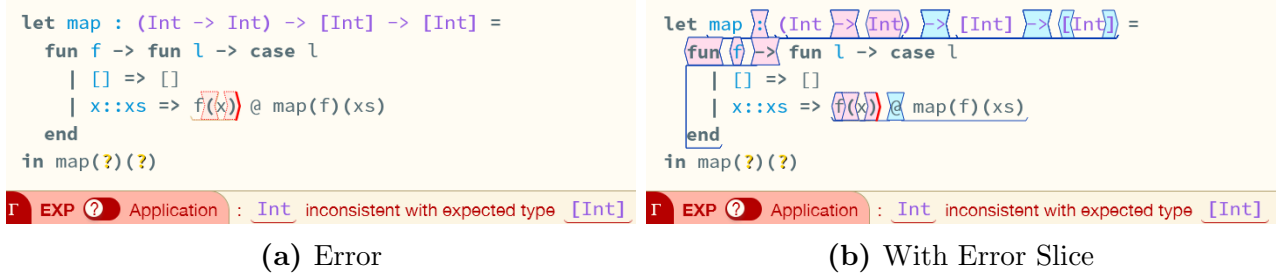 let map : (Int -> Int) -> [Int] -> [Int] =
fun f -> fun l -> case l
| [] => []
| x::xs => f(x) @ map(f)(xs)
end
in map(?)(?)
Γ EXP ? Application : Int inconsistent with expected type [Int]
(a) Error
let map : (Int -> Int) -> [Int] -> [Int] =
fun f -> fun l -> case l
| [] => []
| x::xs => f(x) @ map(f)(xs)
end
in map(?)(?)
Γ EXP ? Application : Int inconsistent with expected type [Int]
(b) With Error Slice